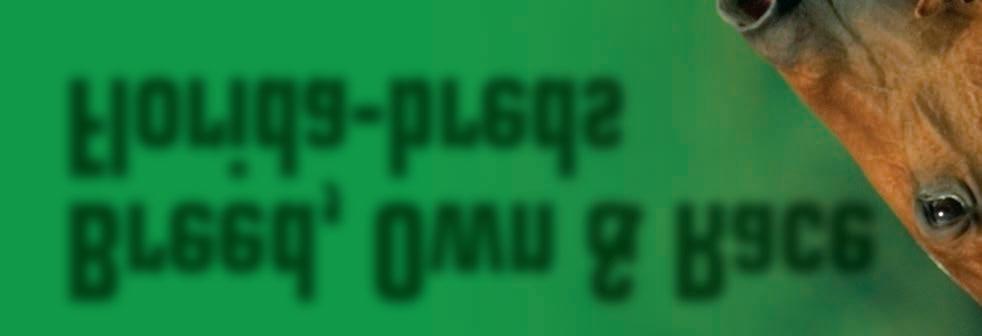 Breed, Own & Race
Florida-breds